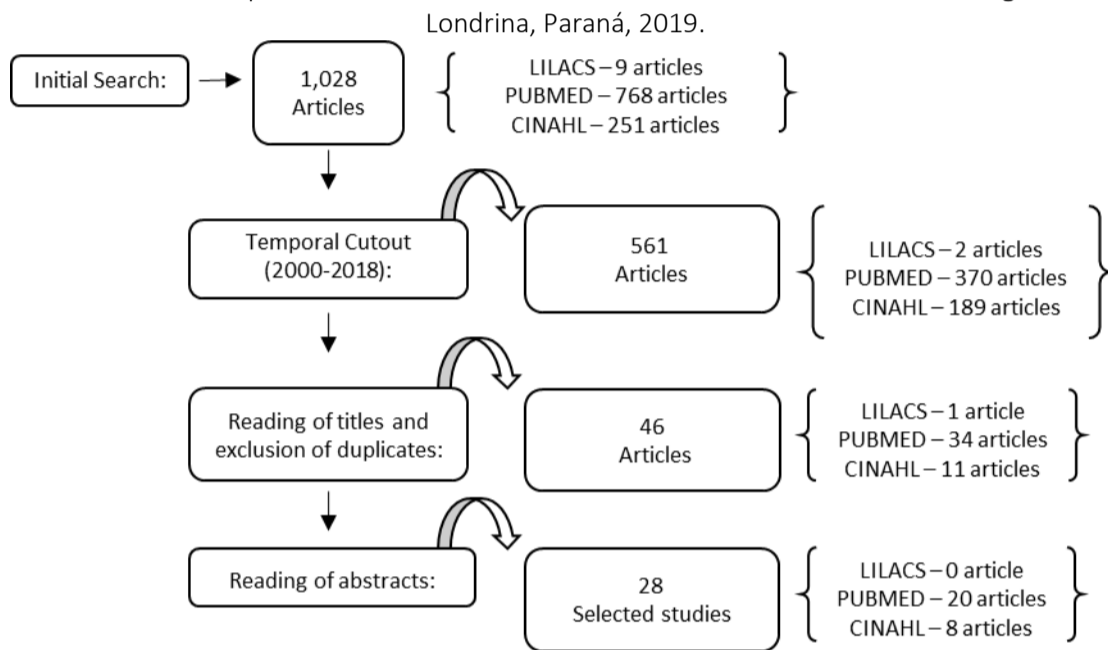 Londrina, Paraná, 2019.
Initial Search:
1,028
Articles
LILACS – 9 articles
PUBMED – 768 articles
CINAHL – 251 articles
Temporal Cutout
(2000-2018):
561
Articles
LILACS – 2 articles
PUBMED – 370 articles
CINAHL – 189 articles
Reading of titles and
exclusion of duplicates:
46
Articles
LILACS – 1 article
PUBMED – 34 articles
CINAHL – 11 articles
Reading of abstracts:
28
Selected studies
LILACS – 0 article
PUBMED – 20 articles
CINAHL – 8 articles